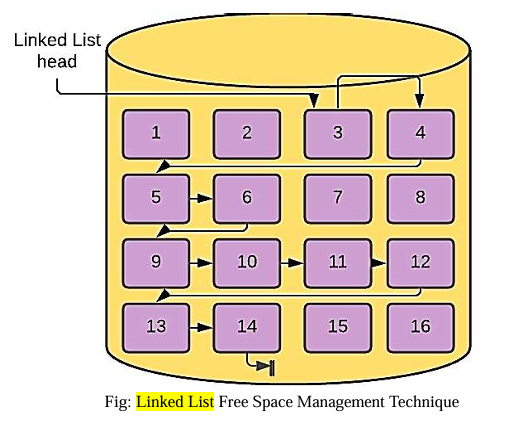 Linked List
head
1 2 3 4
5 6 7 8
9 10 11 12
13 14 15 16
Fig: Linked List Free Space Management Technique